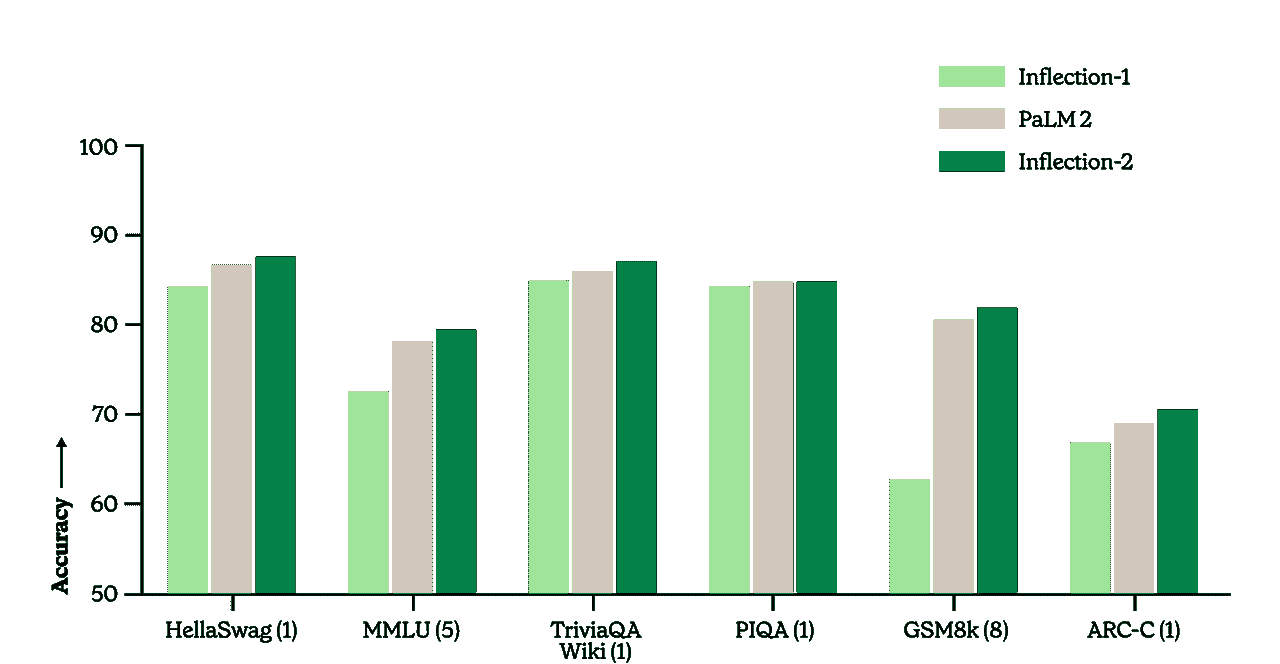 Inflection-1
PaLM 2
Inflection-2
100
90
80
70
60
50
Accuracy
HellaSwag (1)
MMLU (5)
TriviaQA
Wiki (1)
PIQA (1)
GSM8k (8)
ARC-C (1)